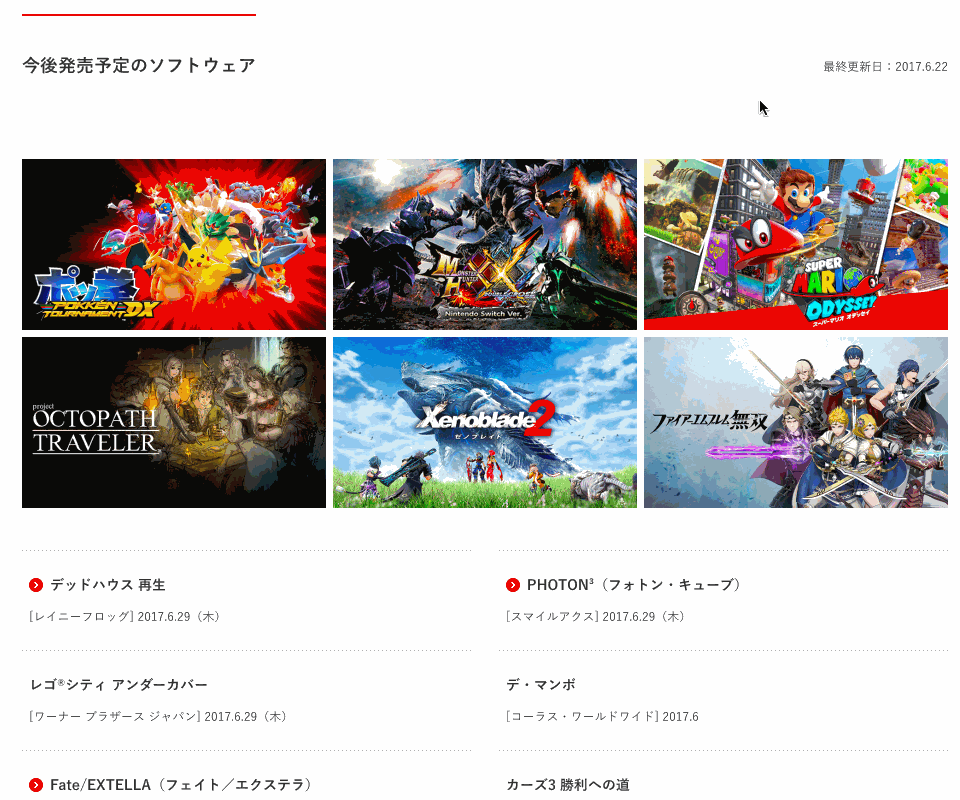 今後発売予定のソフトウェア
最終更新日：2017.6.22
ポッ拳
POKKÉN
TOURNAMENT DX
MONSTER
HUNTER XX
DOUBLE CROSS
Nintendo Switch Ver.
SUPER
MARIO
ODYSSEY
スーパーマリオ オデッセイ
project
OCTOPATH
TRAVELER
Xenoblade 2
ゼノブレイド
ファイアーエムブレム無双
デッドハウス 再生
[レイニーフロッグ] 2017.6.29（木）
PHOTON³（フォトン・キューブ）
[スマイルアクス] 2017.6.29（木）
レゴ®シティ アンダーカバー
[ワーナー ブラザース ジャパン] 2017.6.29（木）
デ・マンボ
[コーラス・ワールドワイド] 2017.6
Fate/EXTELLA（フェイト／エクステラ）
カーズ3 勝利への道